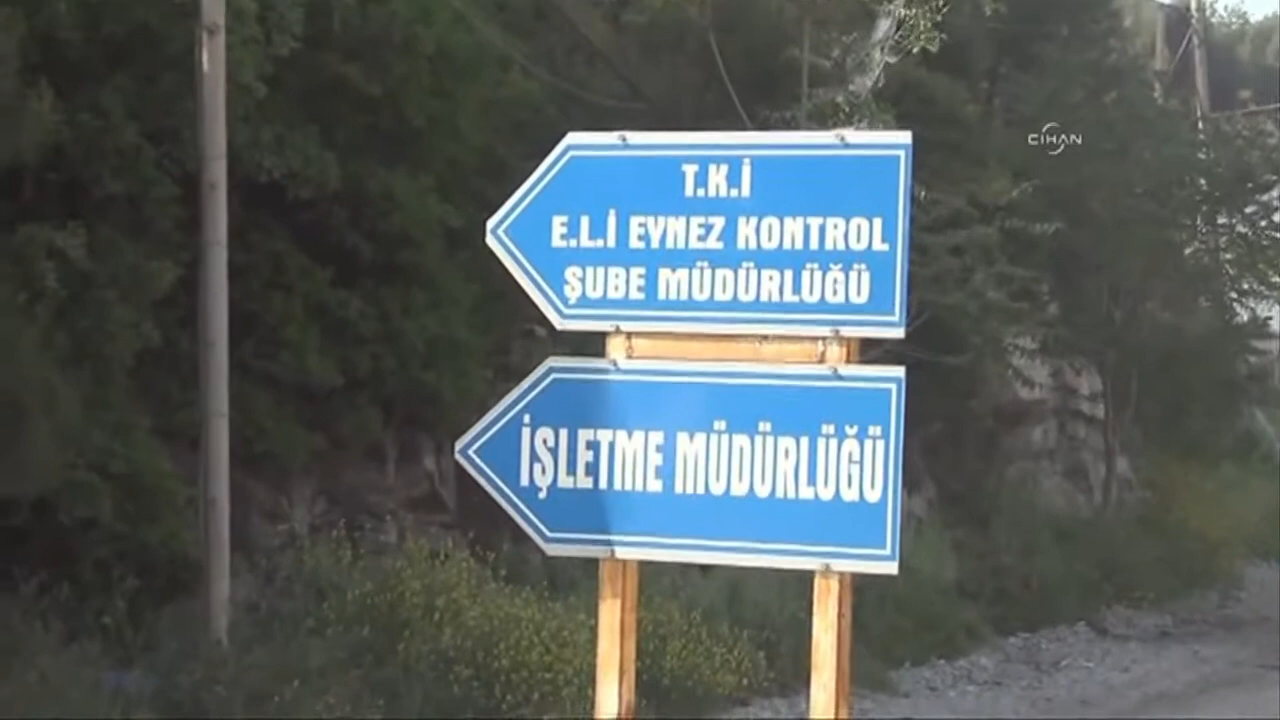 CİHAN
T.K.İ
E.L.İ EYNEZ KONTROL
ŞUBE MÜDÜRLÜĞÜ
İŞLETME MÜDÜRLÜĞÜ